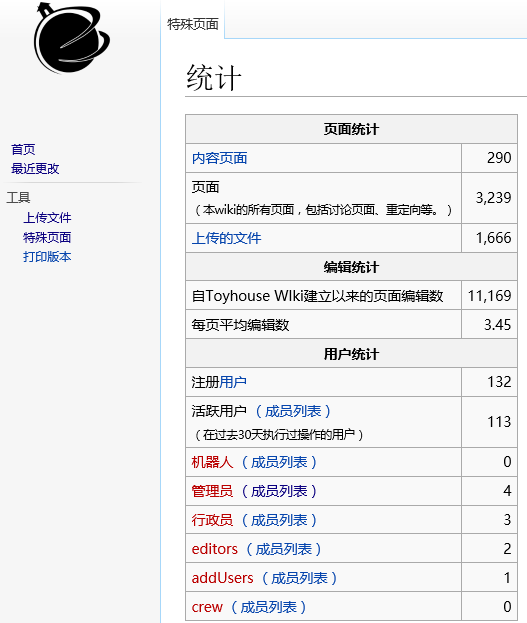 特殊页面
统计
首页
最近更改
工具
上传文件
特殊页面
打印版本
页面统计
内容页面 290
页面
（本wiki的所有页面，包括讨论页面、重定向等。） 3,239
上传的文件 1,666
编辑统计
自Toyhouse WIki建立以来的页面编辑数 11,169
每页平均编辑数 3.45
用户统计
注册用户 132
活跃用户 （成员列表）
（在过去30天执行过操作的用户） 113
机器人 （成员列表） 0
管理员 （成员列表） 4
行政员 （成员列表） 3
editors （成员列表） 2
addUsers （成员列表） 1
crew （成员列表） 0